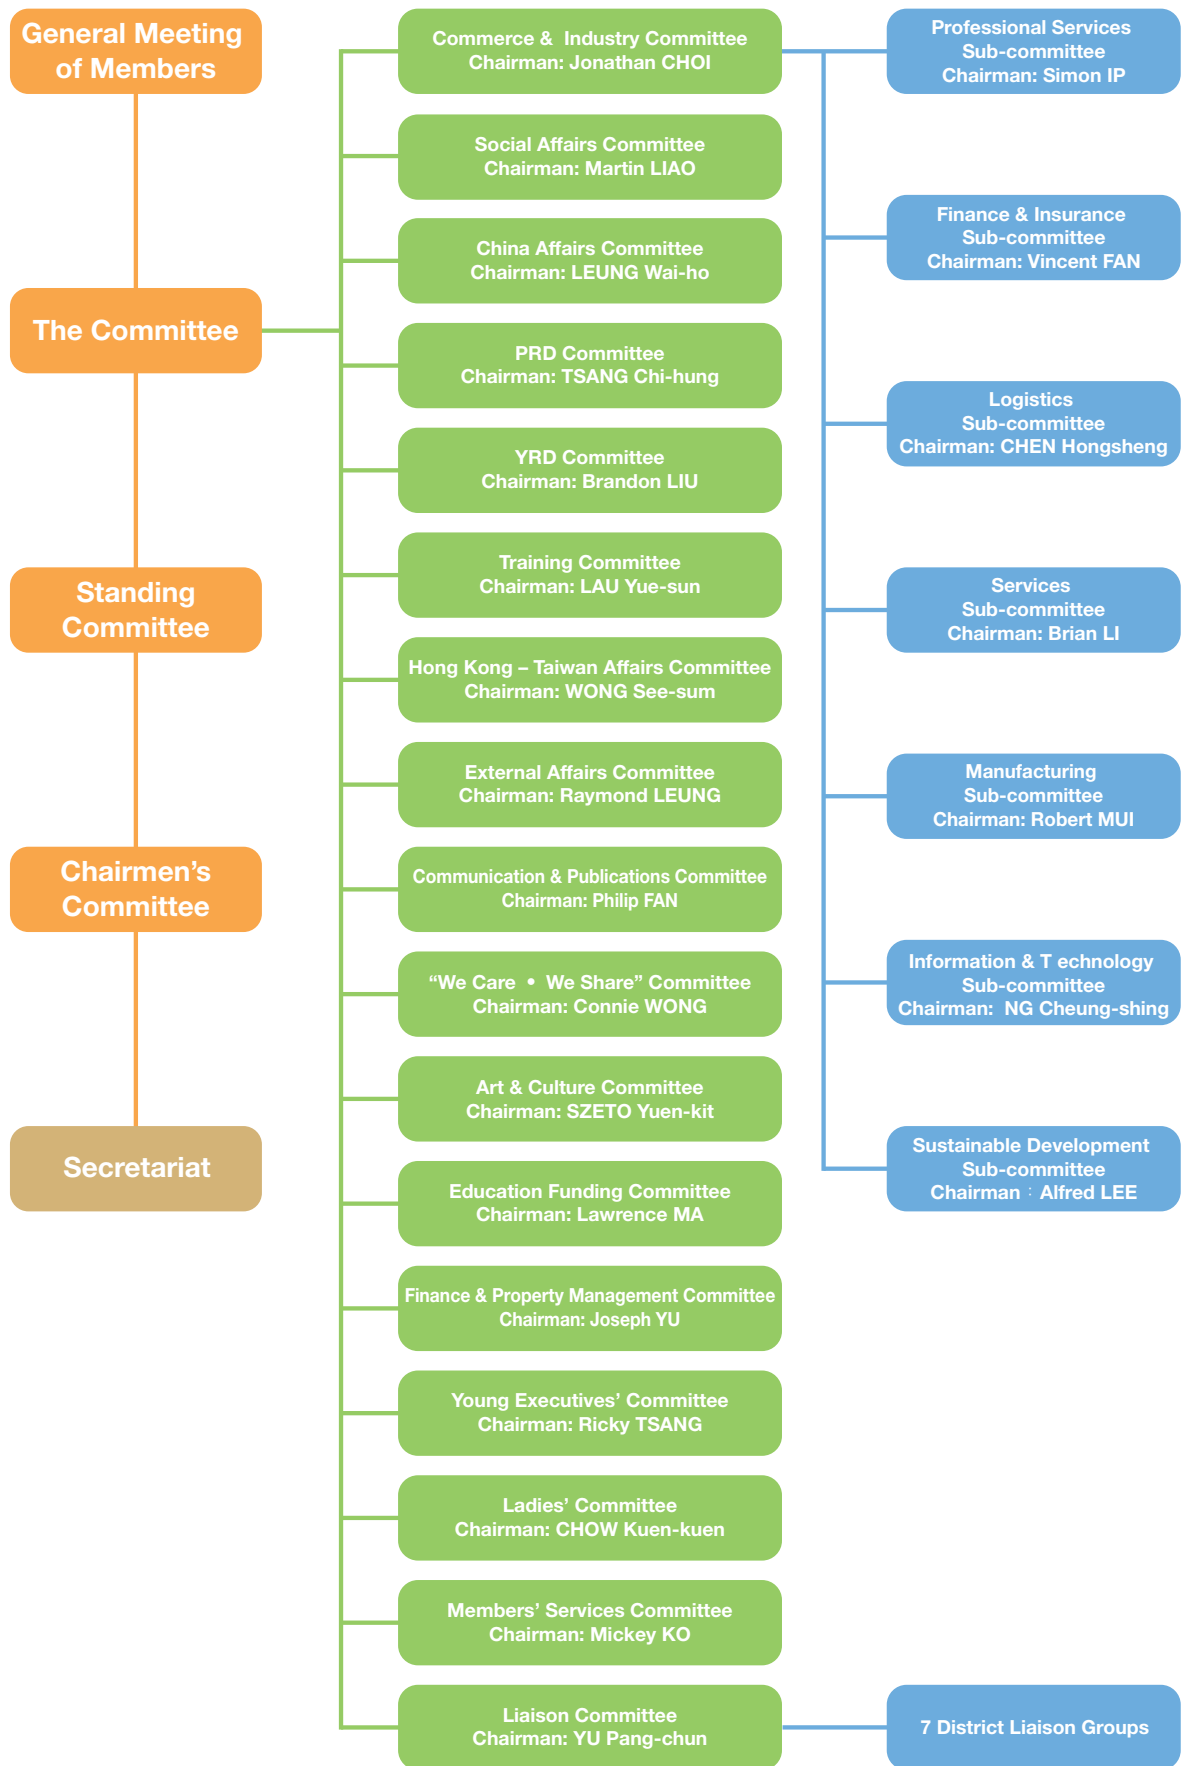 General Meeting
of Members
The Committee
Standing
Committee
Chairmen’s
Committee
Secretariat
Commerce & Industry Committee
Chairman: Jonathan CHOI
Social Affairs Committee
Chairman: Martin LIAO
China Affairs Committee
Chairman: LEUNG Wai-ho
PRD Committee
Chairman: TSANG Chi-hung
YRD Committee
Chairman: Brandon LIU
Training Committee
Chairman: LAU Yue-sun
Hong Kong – Taiwan Affairs Committee
Chairman: WONG See-sum
External Affairs Committee
Chairman: Raymond LEUNG
Communication & Publications Committee
Chairman: Philip FAN
“We Care • We Share” Committee
Chairman: Connie WONG
Art & Culture Committee
Chairman: SZETO Yuen-kit
Education Funding Committee
Chairman: Lawrence MA
Finance & Property Management Committee
Chairman: Joseph YU
Young Executives’ Committee
Chairman: Ricky TSANG
Ladies’ Committee
Chairman: CHOW Kuen-kuen
Members’ Services Committee
Chairman: Mickey KO
Liaison Committee
Chairman: YU Pang-chun
Professional Services
Sub-committee
Chairman: Simon IP
Finance & Insurance
Sub-committee
Chairman: Vincent FAN
Logistics
Sub-committee
Chairman: CHEN Hongsheng
Services
Sub-committee
Chairman: Brian LI
Manufacturing
Sub-committee
Chairman: Robert MUI
Information & T echnology
Sub-committee
Chairman: NG Cheung-shing
Sustainable Development
Sub-committee
Chairman：Alfred LEE
7 District Liaison Groups